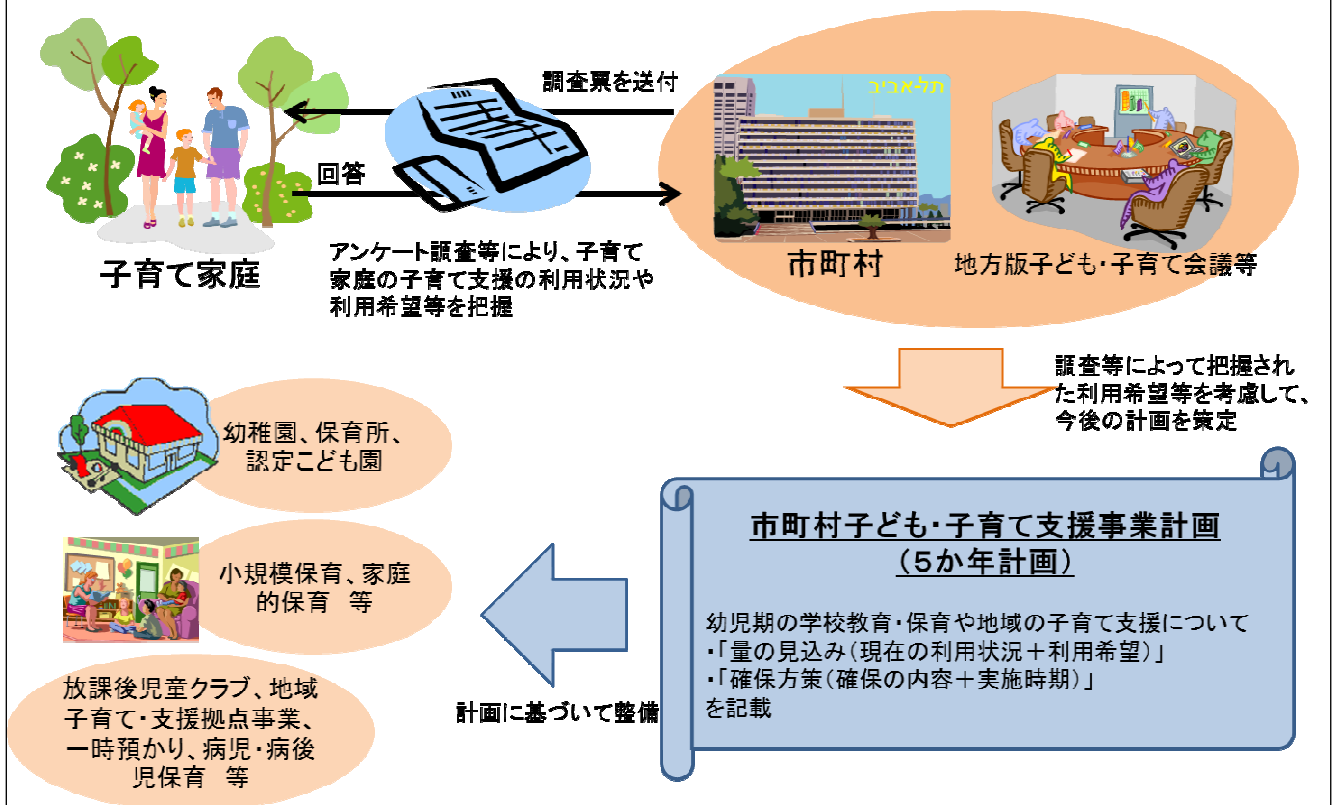 調査票を送付
תל-אביב
回答
子育て家庭
アンケート調査等により、子育て
家庭の子育て支援の利用状況や
利用希望等を把握
市町村
地方版子ども・子育て会議等
調査等によって把握され
た利用希望等を考慮して、
今後の計画を策定
市町村子ども・子育て支援事業計画
(5か年計画)
幼児期の学校教育・保育や地域の子育て支援について
・「量の見込み(現在の利用状況+利用希望)」
・「確保方策(確保の内容+実施時期)」
を記載
計画に基づいて整備
幼稚園、保育所、
認定こども園
小規模保育、家庭
的保育 等
放課後児童クラブ、地域
子育て・支援拠点事業、
一時預かり、病児・病後
児保育 等